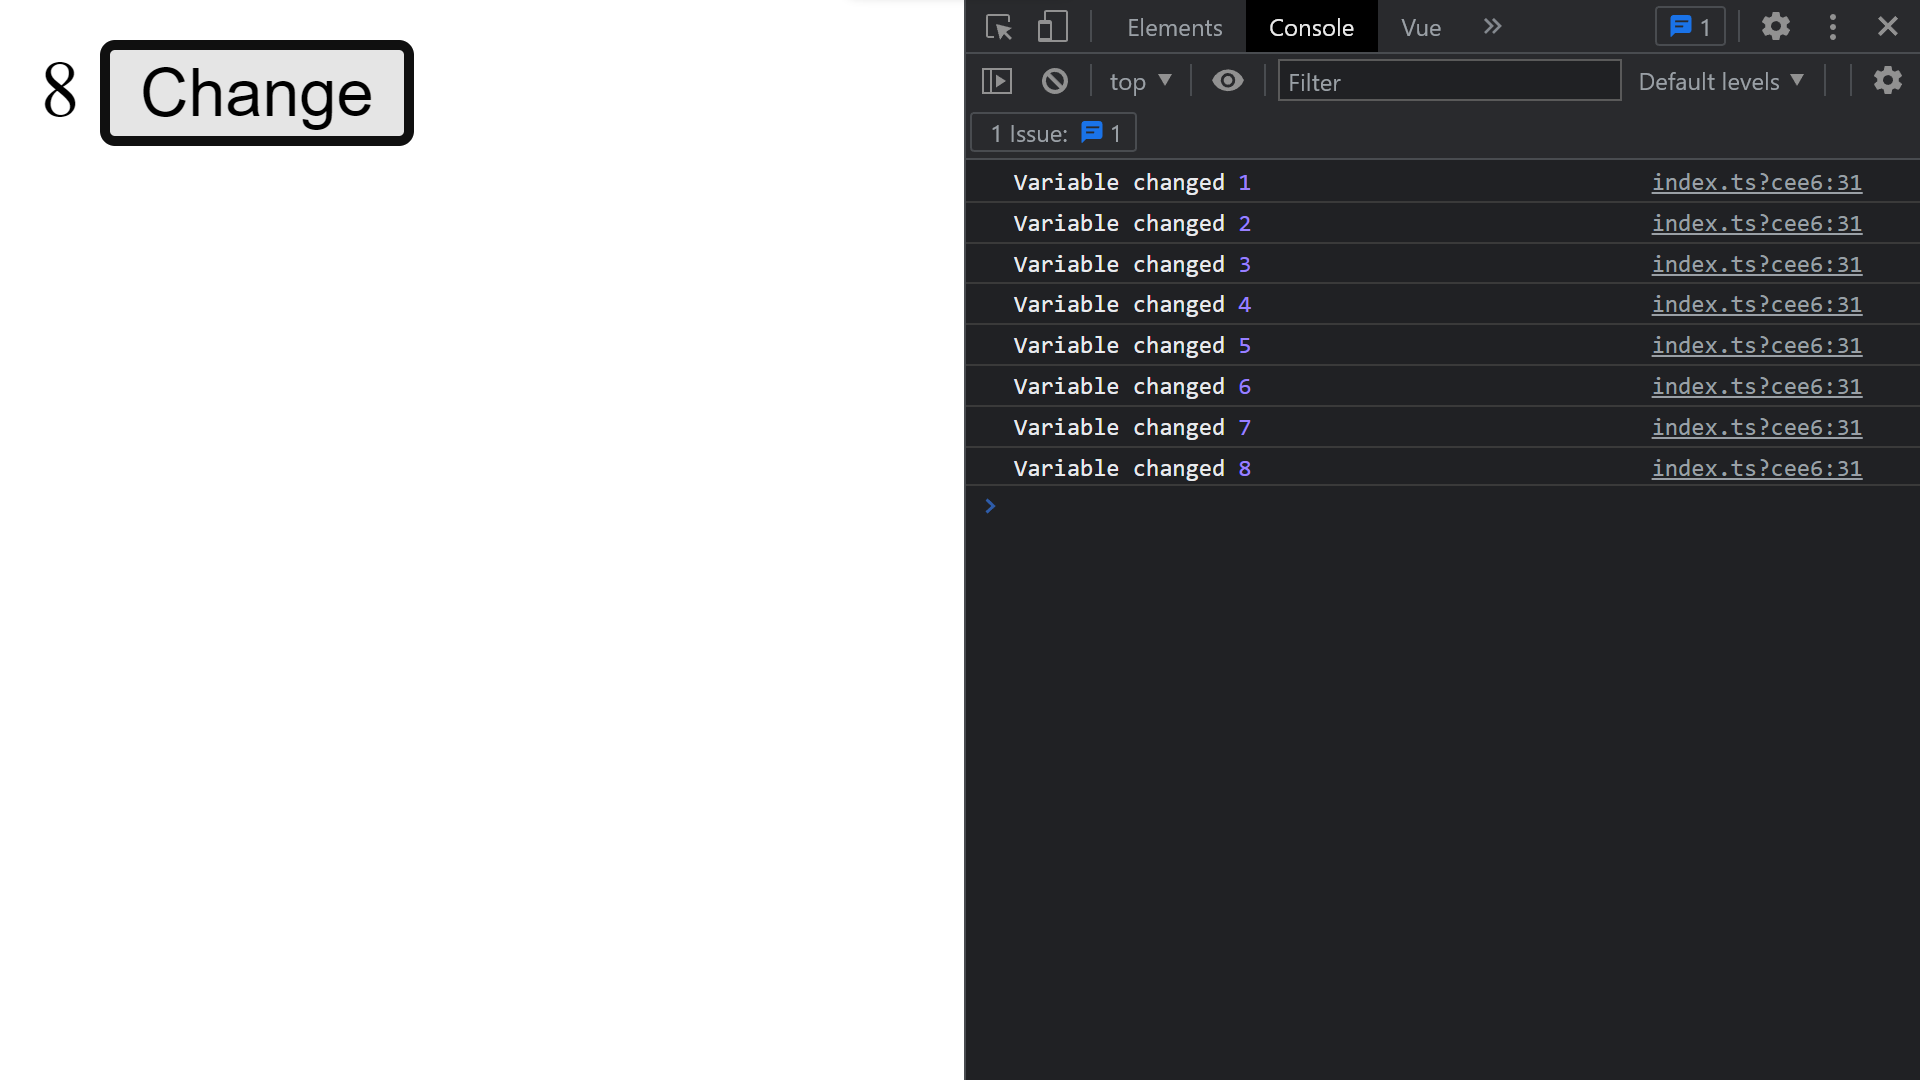 8 Change
Elements Console Vue 1
top Filter Default levels
1 Issue: 1
Variable changed 1 index.ts?cee6:31
Variable changed 2 index.ts?cee6:31
Variable changed 3 index.ts?cee6:31
Variable changed 4 index.ts?cee6:31
Variable changed 5 index.ts?cee6:31
Variable changed 6 index.ts?cee6:31
Variable changed 7 index.ts?cee6:31
Variable changed 8 index.ts?cee6:31